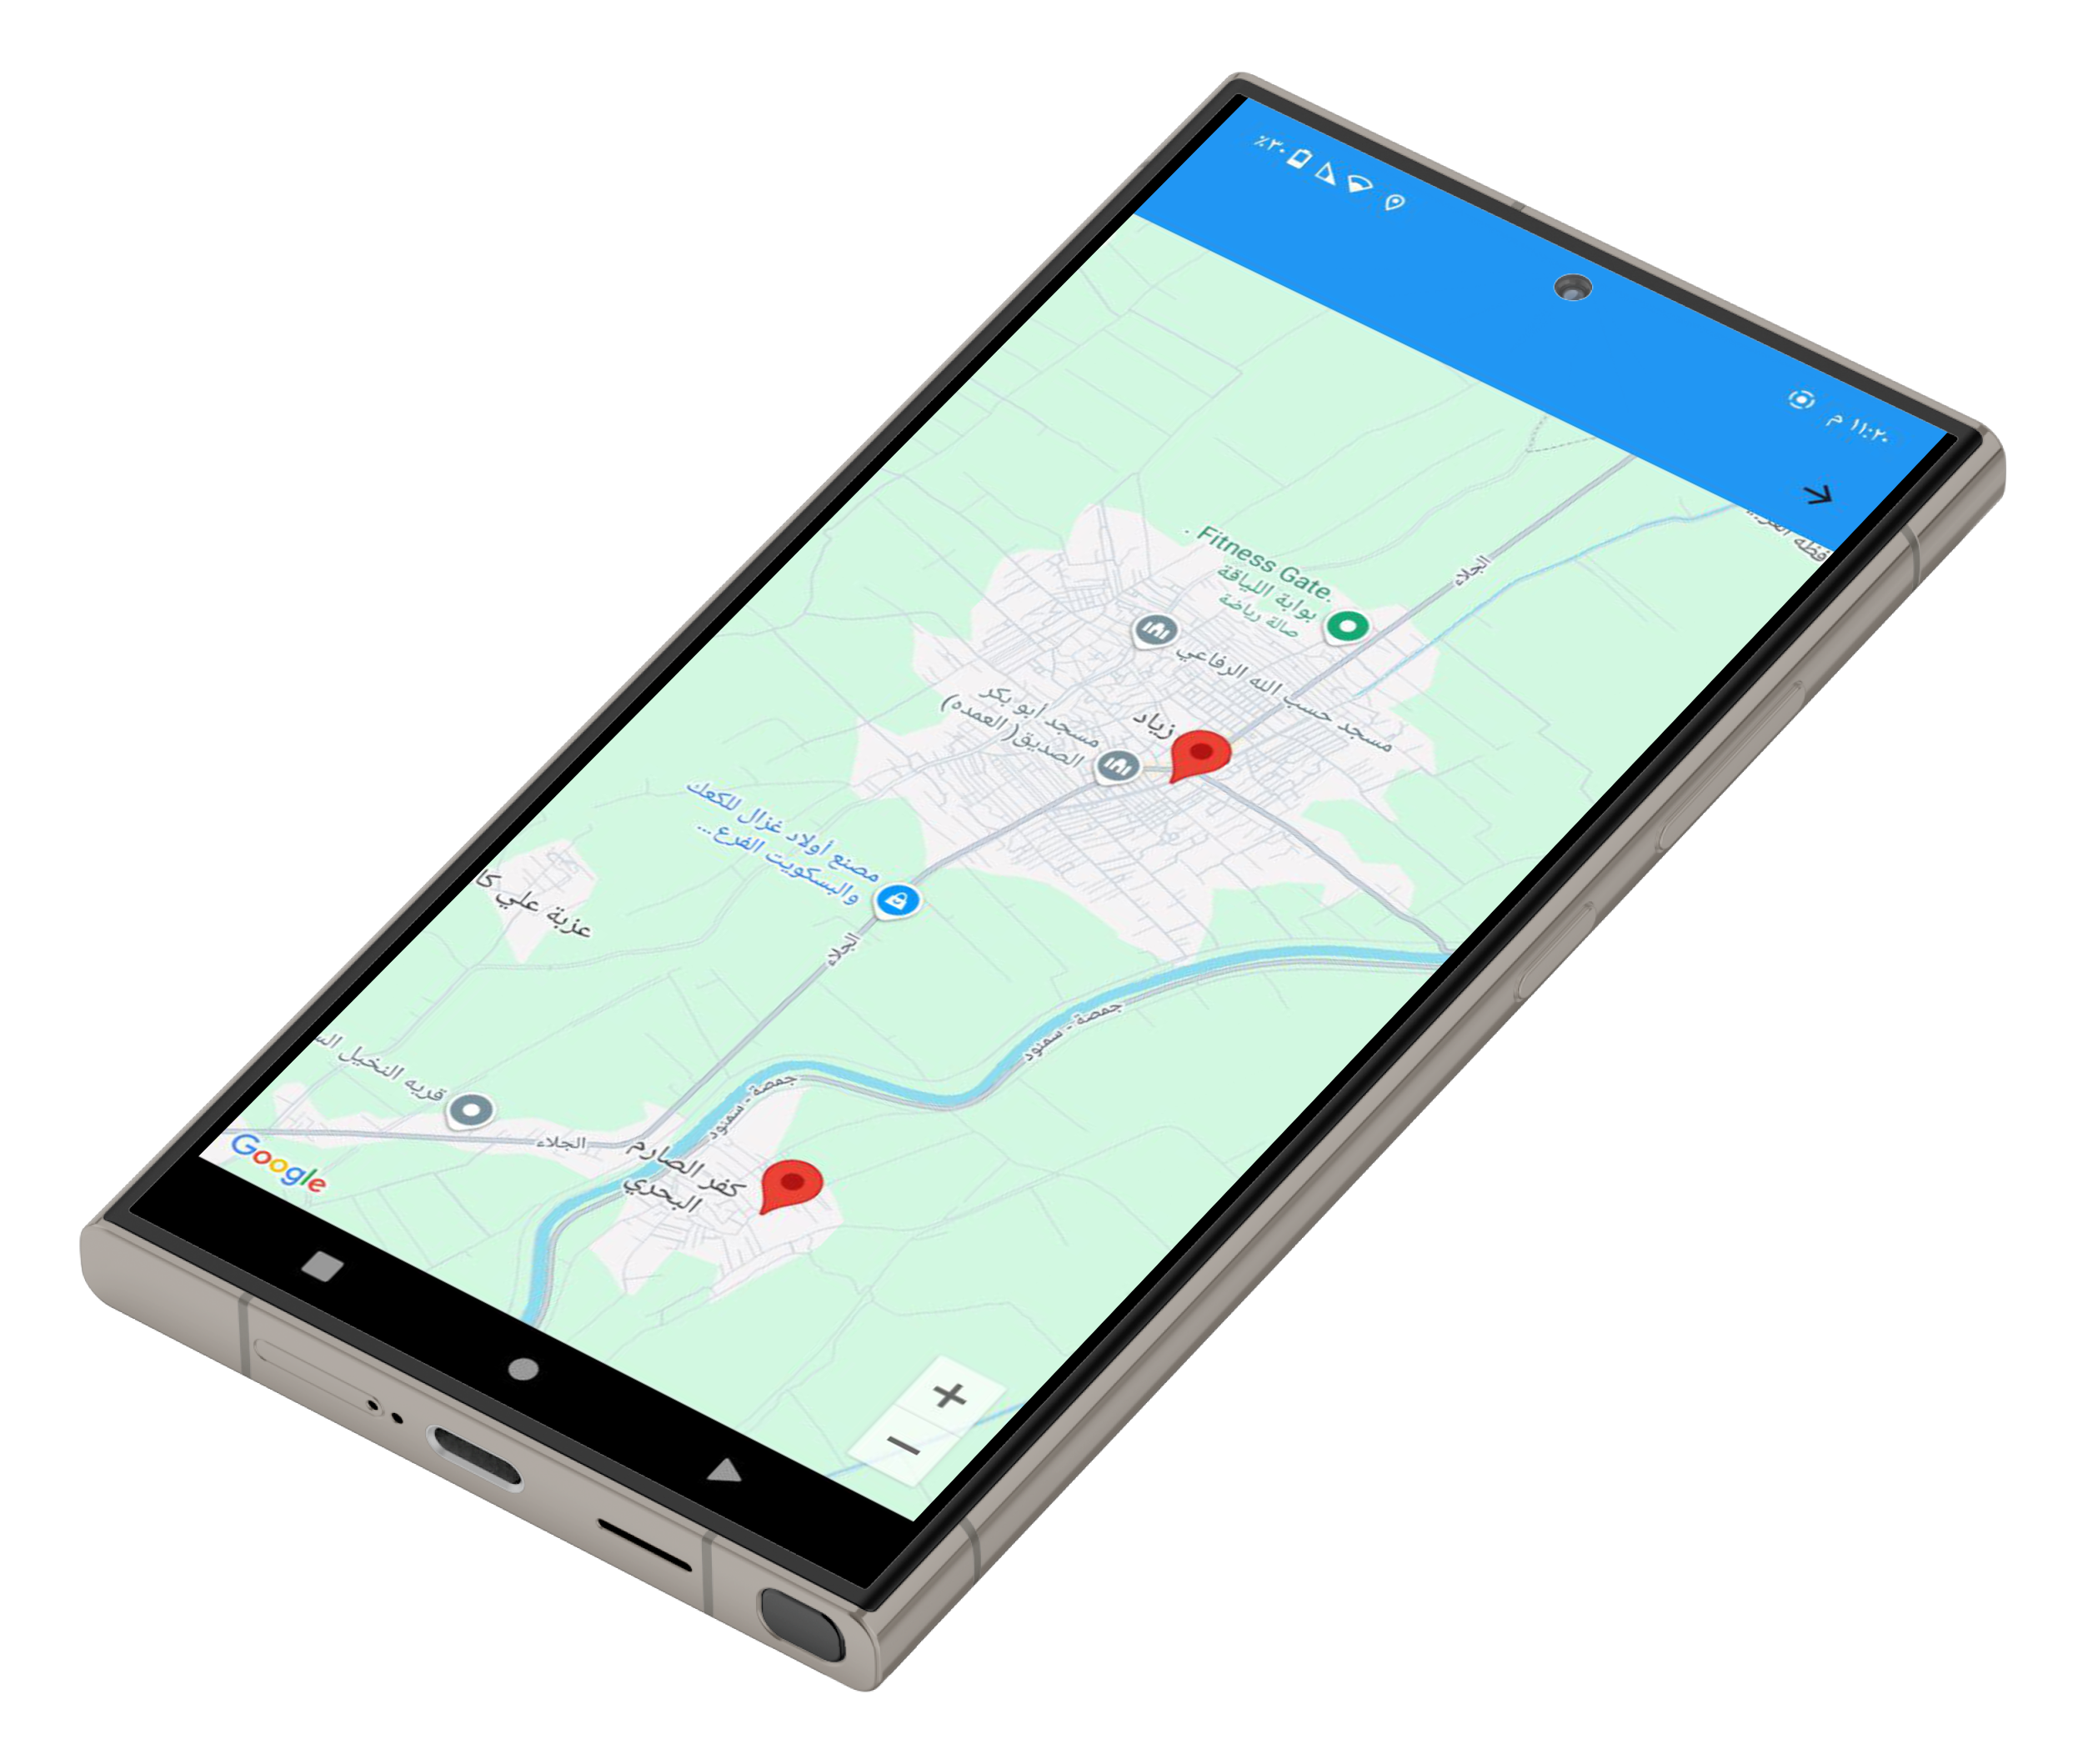 ١١:٢٠ م
٪٣٠
الجلاء
Fitness Gate.
بوابة اللياقة
صالة رياضة
مسجد حسب الله الرفاعي
زياد
مسجد أبو بكر
الصديق( العمده)
مصنع أولاد غزال للكعك
والبسكويت الفرع...
عزبة علي كا
الجلاء
جمصة - سمنود
قريه النخيل الس
جمصة - سمنود
الجلاء
كفر الصارم
البحري
Google
+
−